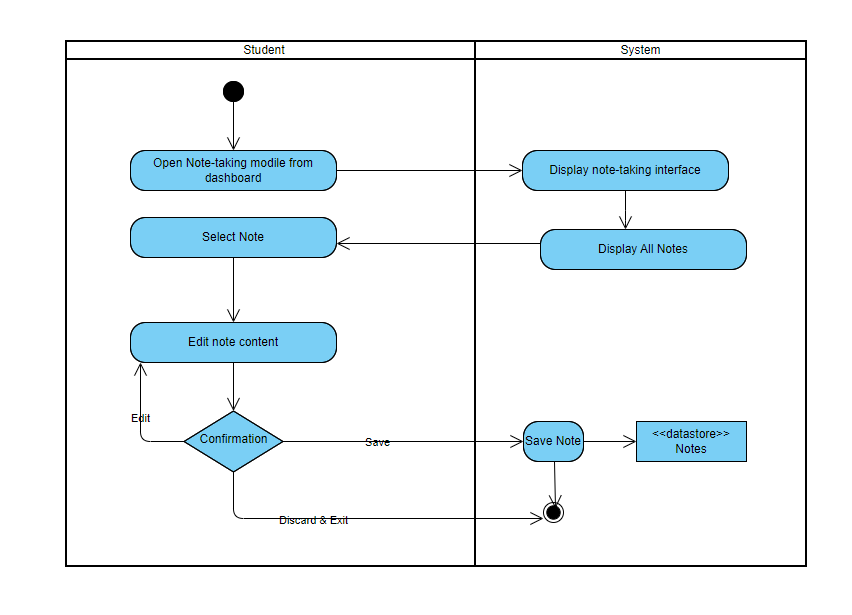 Student
System
Open Note-taking modile from
dashboard
Display note-taking interface
Select Note
Display All Notes
Edit note content
Edit
Confirmation
Save
Save Note
<<datastore>>
Notes
Discard & Exit